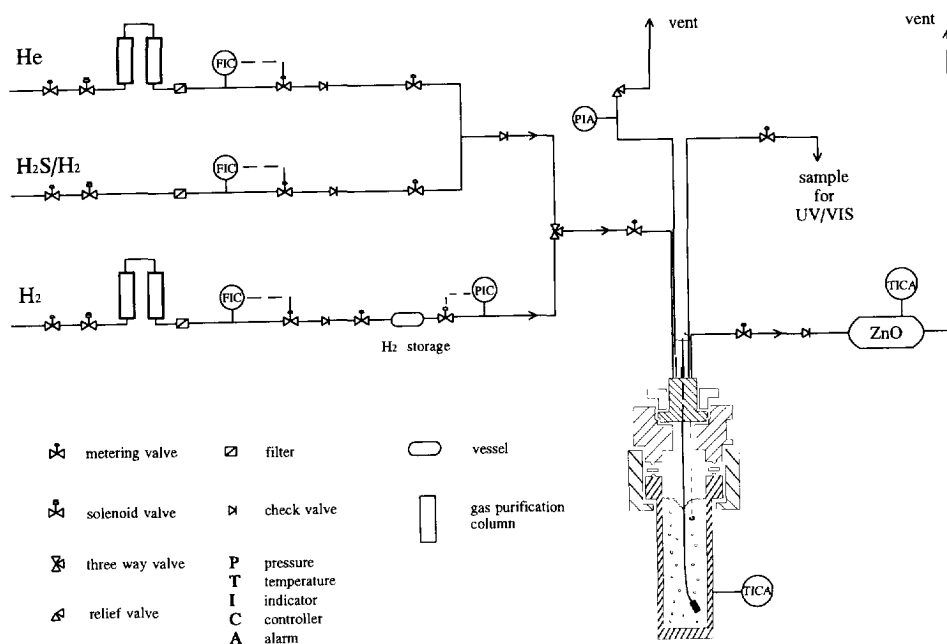 vent
vent
He
FIC
PIA
H2S/H2
FIC
sample
for
UV/VIS
H2
FIC
PIC
TICA
H2 storage
ZnO
metering valve
filter
vessel
solenoid valve
check valve
gas purification
column
three way valve
P pressure
T temperature
I indicator
C controller
A alarm
relief valve
TICA